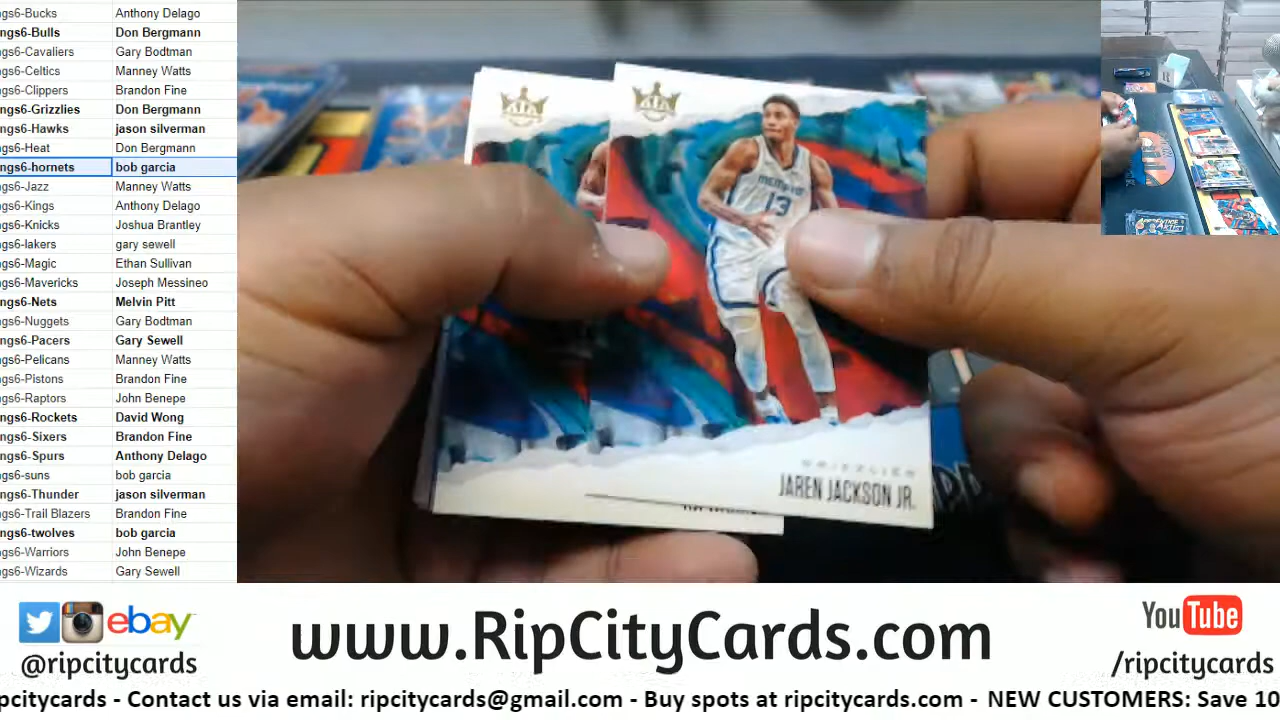 ngs6-Bucks Anthony Delago
ngs6-Bulls Don Bergmann
ngs6-Cavaliers Gary Bodtman
ngs6-Celtics Manney Watts
ngs6-Clippers Brandon Fine
ngs6-Grizzlies Don Bergmann
ngs6-Hawks jason silverman
ngs6-Heat Don Bergmann
ngs6-hornets bob garcia
ngs6-Jazz Manney Watts
ngs6-Kings Anthony Delago
ngs6-Knicks Joshua Brantley
ngs6-lakers gary sewell
ngs6-Magic Ethan Sullivan
ngs6-Mavericks Joseph Messineo
ngs6-Nets Melvin Pitt
ngs6-Nuggets Gary Bodtman
ngs6-Pacers Gary Sewell
ngs6-Pelicans Manney Watts
ngs6-Pistons Brandon Fine
ngs6-Raptors John Benepe
ngs6-Rockets David Wong
ngs6-Sixers Brandon Fine
ngs6-Spurs Anthony Delago
ngs6-suns bob garcia
ngs6-Thunder jason silverman
ngs6-Trail Blazers Brandon Fine
ngs6-twolves bob garcia
ngs6-Warriors John Benepe
ngs6-Wizards Gary Sewell
MEMPHIS
13
GRIZZLIES
JAREN JACKSON JR.
ebay
@ripcitycards
www.RipCityCards.com
YouTube
/ripcitycards
pcitycards - Contact us via email: ripcitycards@gmail.com - Buy spots at ripcitycards.com - NEW CUSTOMERS: Save 10